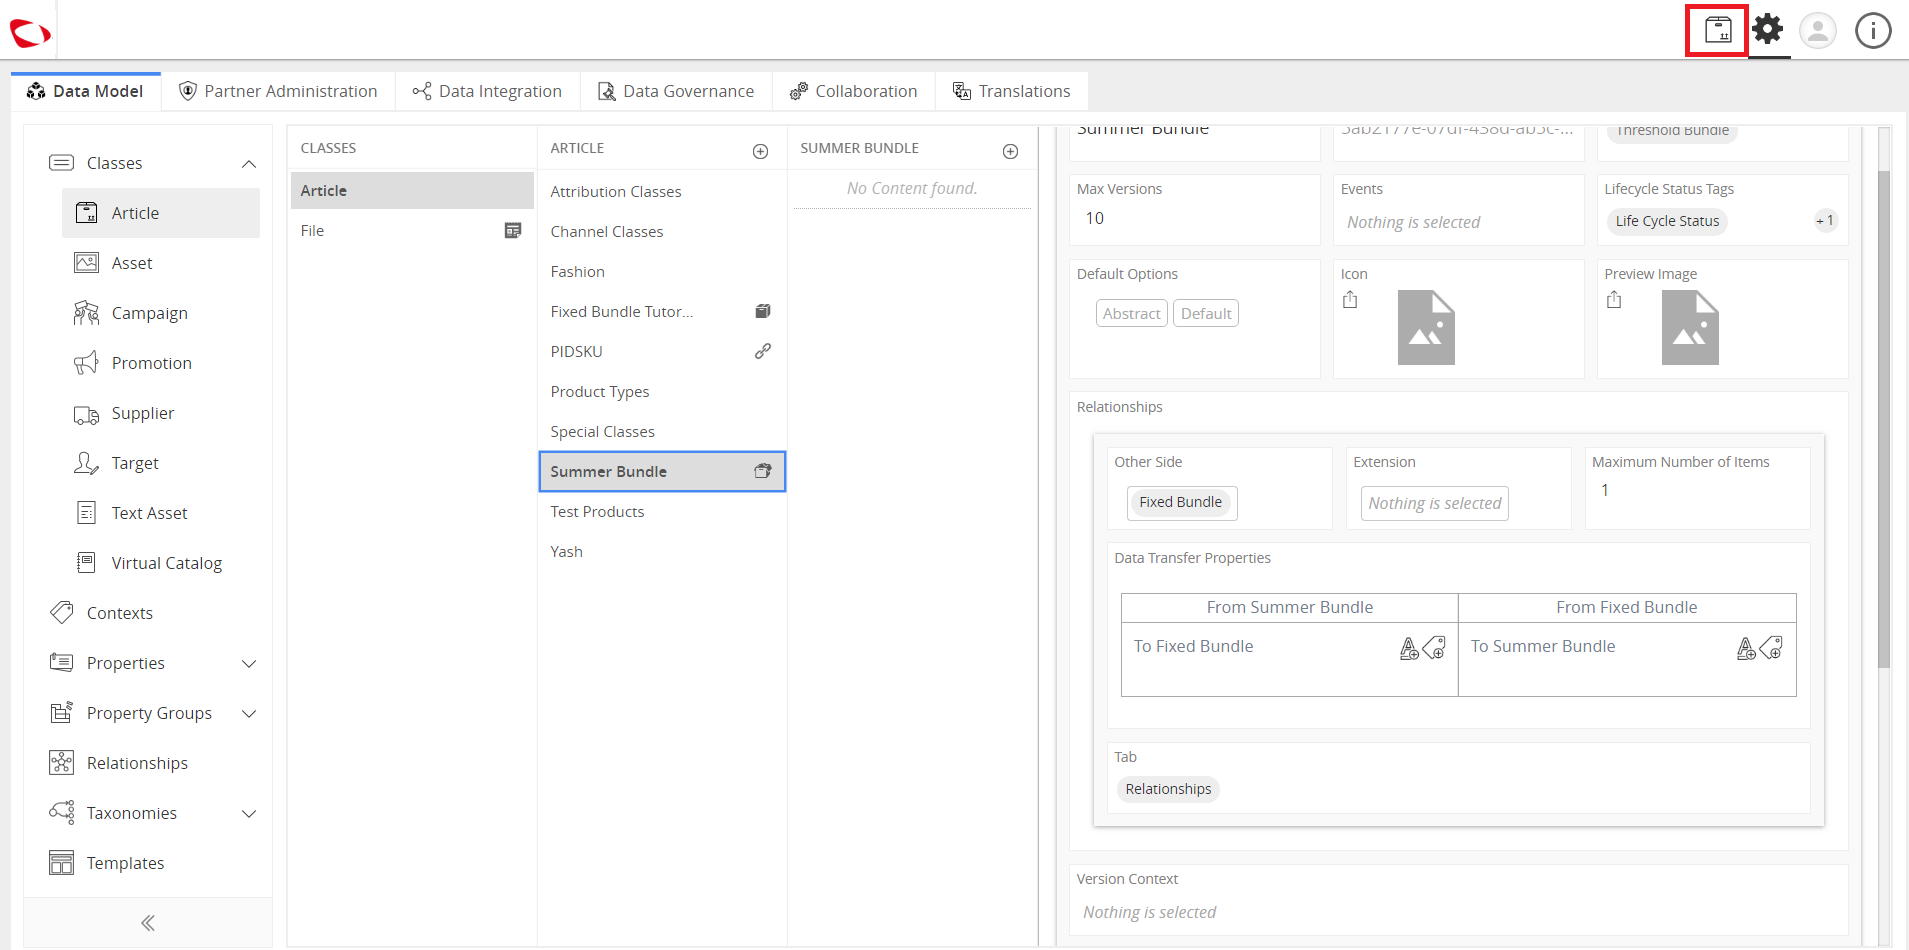 Data Model
Partner Administration
Data Integration
Data Governance
Collaboration
Translations
Classes
Article
Asset
Campaign
Promotion
Supplier
Target
Text Asset
Virtual Catalog
Contexts
Properties
Property Groups
Relationships
Taxonomies
Templates
CLASSES
Article
File
ARTICLE
Attribution Classes
Channel Classes
Fashion
Fixed Bundle Tutor...
PIDSKU
Product Types
Special Classes
Summer Bundle
Test Products
Yash
SUMMER BUNDLE
No Content found.
Summer Bundle
Threshold Bundle
Max Versions
10
Events
Nothing is selected
Lifecycle Status Tags
Life Cycle Status
+ 1
Default Options
Abstract
Default
Icon
Preview Image
Relationships
Other Side
Fixed Bundle
Extension
Nothing is selected
Maximum Number of Items
1
Data Transfer Properties
From Summer Bundle
From Fixed Bundle
To Fixed Bundle
To Summer Bundle
Tab
Relationships
Version Context
Nothing is selected